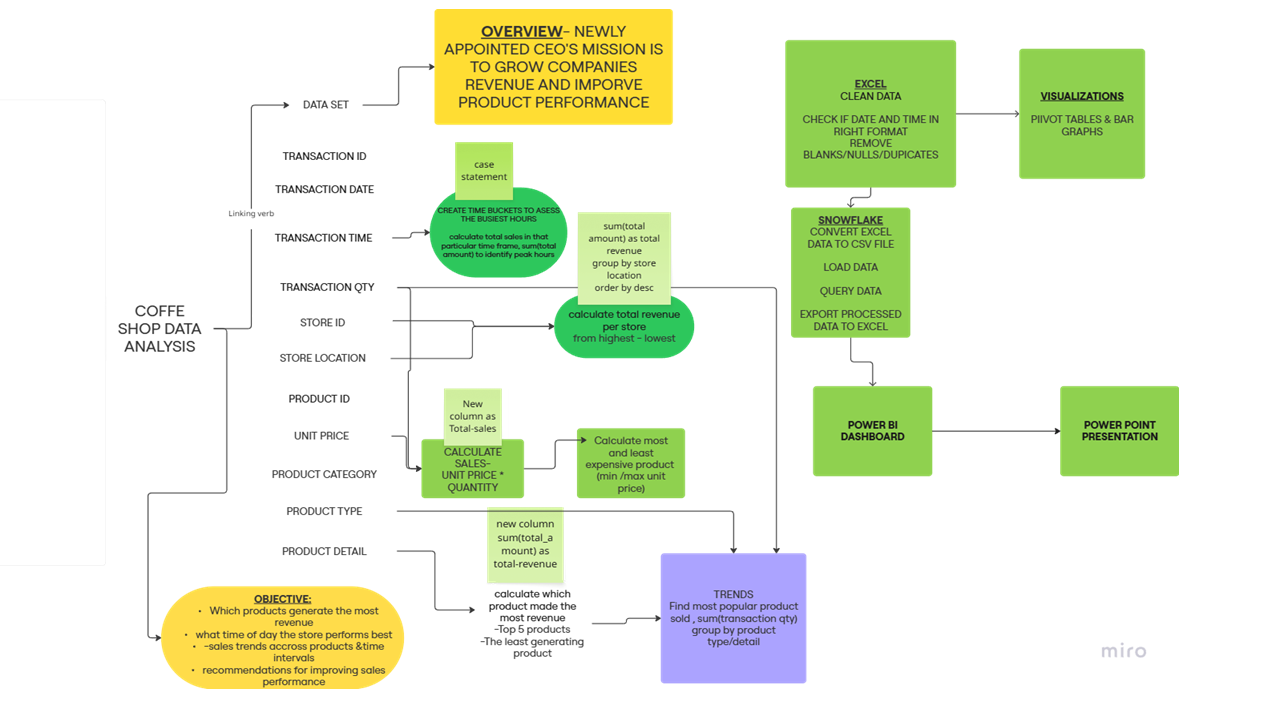 OVERVIEW- NEWLY
APPOINTED CEO'S MISSION IS
TO GROW COMPANIES
REVENUE AND IMPORVE
PRODUCT PERFORMANCE
DATA SET
TRANSACTION ID
TRANSACTION DATE
Linking verb
TRANSACTION TIME
case
statement
CREATE TIME BUCKETS TO ASESS
THE BUSIEST HOURS
calculate total sales in that
particular time frame, sum(total
amount) to identify peak hours
TRANSACTION QTY
STORE ID
STORE LOCATION
sum(total
amount) as total
revenue
group by store
location
order by desc
calculate total revenue
per store
from highest - lowest
COFFE
SHOP DATA
ANALYSIS
PRODUCT ID
UNIT PRICE
PRODUCT CATEGORY
New
column as
Total-sales
CALCULATE
SALES-
UNIT PRICE *
QUANTITY
Calculate most
and least
expensive product
(min /max unit
price)
PRODUCT TYPE
PRODUCT DETAIL
new column
sum(total_a
mount) as
total-revenue
calculate which
product made the
most revenue
-Top 5 products
-The least generating
product
TRENDS
Find most popular product
sold , sum(transaction qty)
group by product
type/detail
OBJECTIVE:
• Which products generate the most
revenue
• what time of day the store performs best
• -sales trends accross products &time
intervals
• recommendations for improving sales
performance
EXCEL
CLEAN DATA
CHECK IF DATE AND TIME IN
RIGHT FORMAT
REMOVE
BLANKS/NULLS/DUPICATES
VISUALIZATIONS
PIIVOT TABLES & BAR
GRAPHS
SNOWFLAKE
CONVERT EXCEL
DATA TO CSV FILE
LOAD DATA
QUERY DATA
EXPORT PROCESSED
DATA TO EXCEL
POWER BI
DASHBOARD
POWER POINT
PRESENTATION
miro